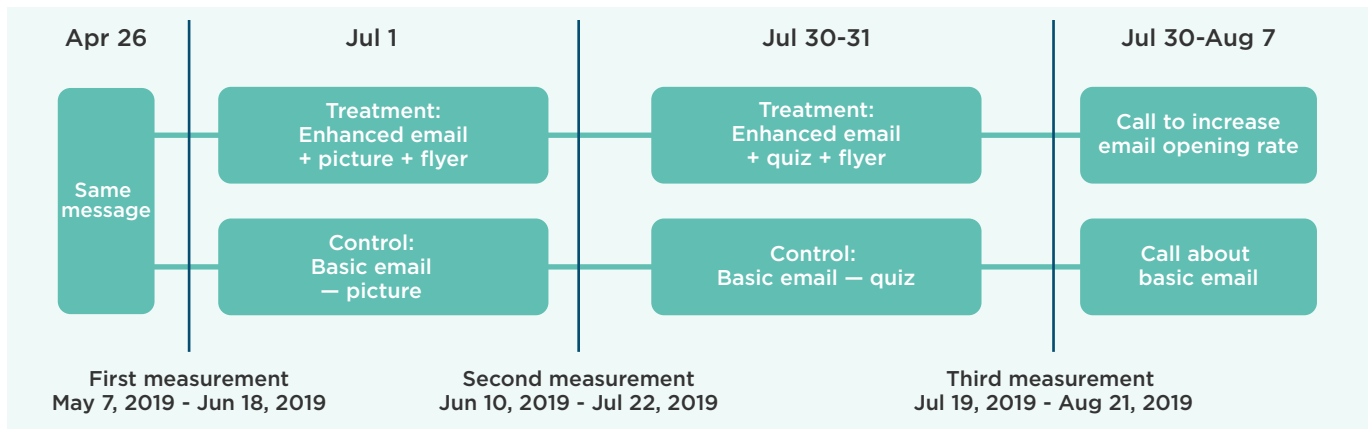 Apr 26
Jul 1
Jul 30-31
Jul 30-Aug 7
Same
message
Treatment:
Enhanced email
+ picture + flyer
Treatment:
Enhanced email
+ quiz + flyer
Call to increase
email opening rate
Control:
Basic email
— picture
Control:
Basic email — quiz
Call about
basic email
First measurement
May 7, 2019 - Jun 18, 2019
Second measurement
Jun 10, 2019 - Jul 22, 2019
Third measurement
Jul 19, 2019 - Aug 21, 2019